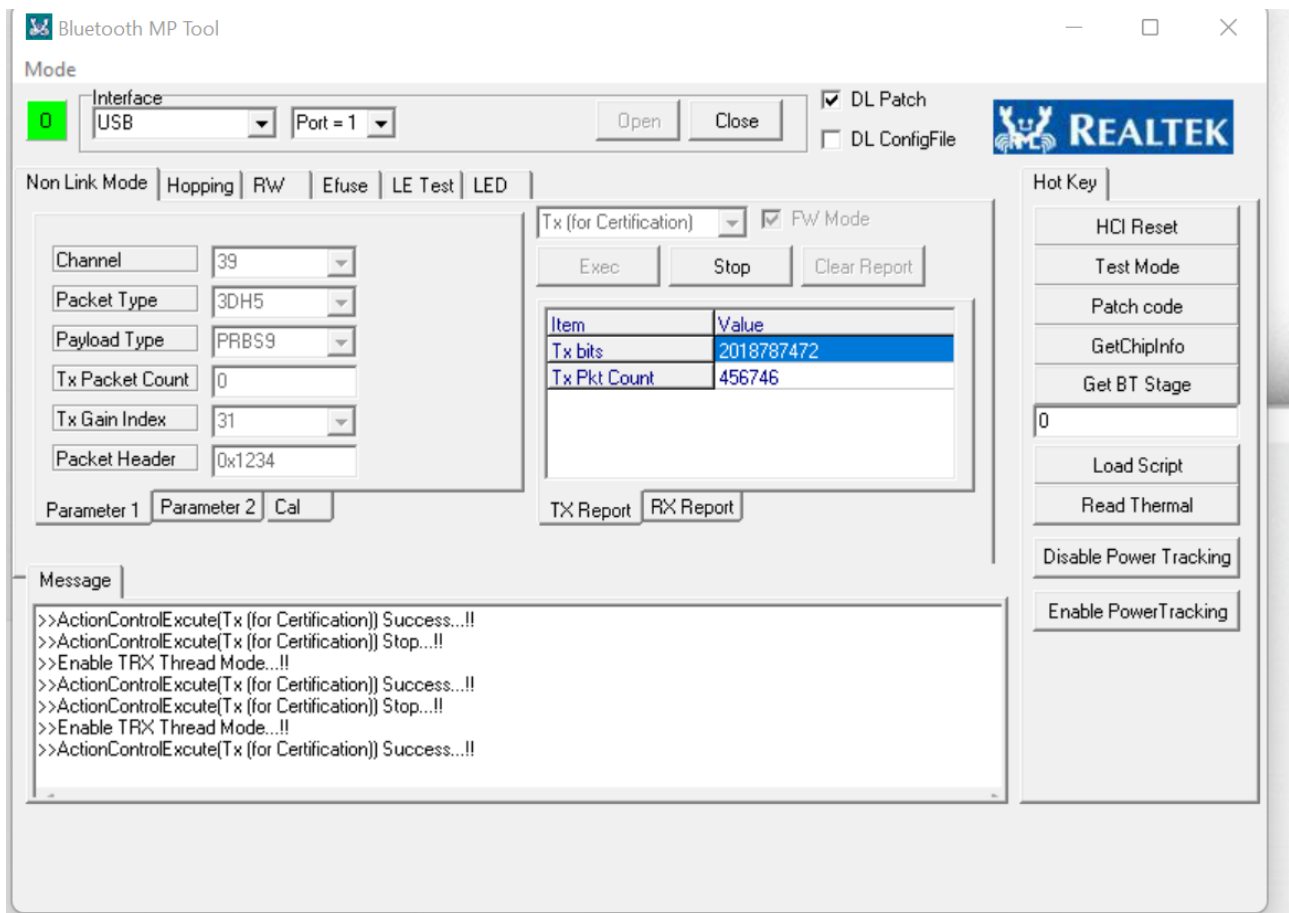 Bluetooth MP Tool
Mode
0
Interface
USB
Port = 1
Open
Close
DL Patch
DL ConfigFile
REALTEK
Non Link Mode
Hopping
RW
Efuse
LE Test
LED
Channel
39
Packet Type
3DH5
Payload Type
PRBS9
Tx Packet Count
0
Tx Gain Index
31
Packet Header
0x1234
Parameter 1
Parameter 2
Cal
Tx (for Certification)
FW Mode
Exec
Stop
Clear Report
Item Value
Tx bits 2018787472
Tx Pkt Count 456746
TX Report
RX Report
Hot Key
HCI Reset
Test Mode
Patch code
GetChipInfo
Get BT Stage
0
Load Script
Read Thermal
Disable Power Tracking
Enable PowerTracking
Message
>>ActionControlExcute(Tx (for Certification)) Success...!!
>>ActionControlExcute(Tx (for Certification)) Stop...!!
>>Enable TRX Thread Mode...!!
>>ActionControlExcute(Tx (for Certification)) Success...!!
>>ActionControlExcute(Tx (for Certification)) Stop...!!
>>Enable TRX Thread Mode...!!
>>ActionControlExcute(Tx (for Certification)) Success...!!